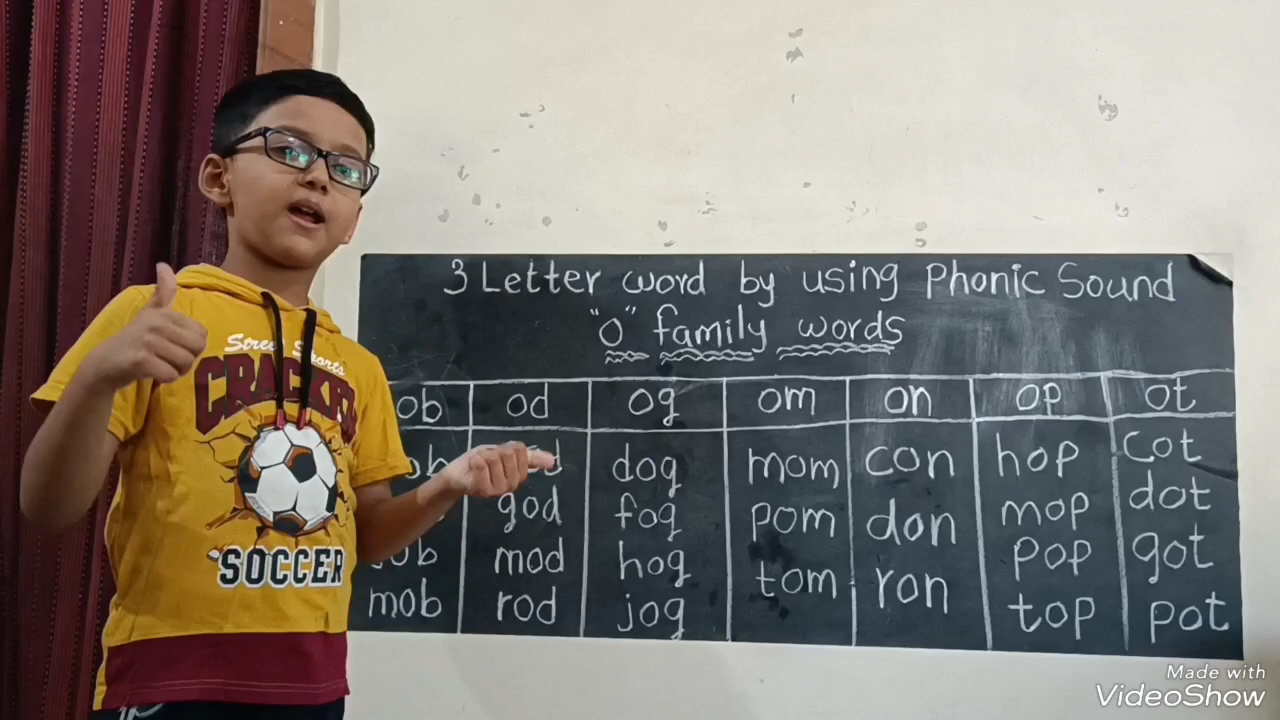 3 Letter word by using Phonic Sound
"O" family words
ob od og om on op ot
dog mom con hop cot
god fog pom don mop dot
mod hog tom ron pop got
mob rod jog top pot
Street Sports
SOCCER
Made with
VideoShow